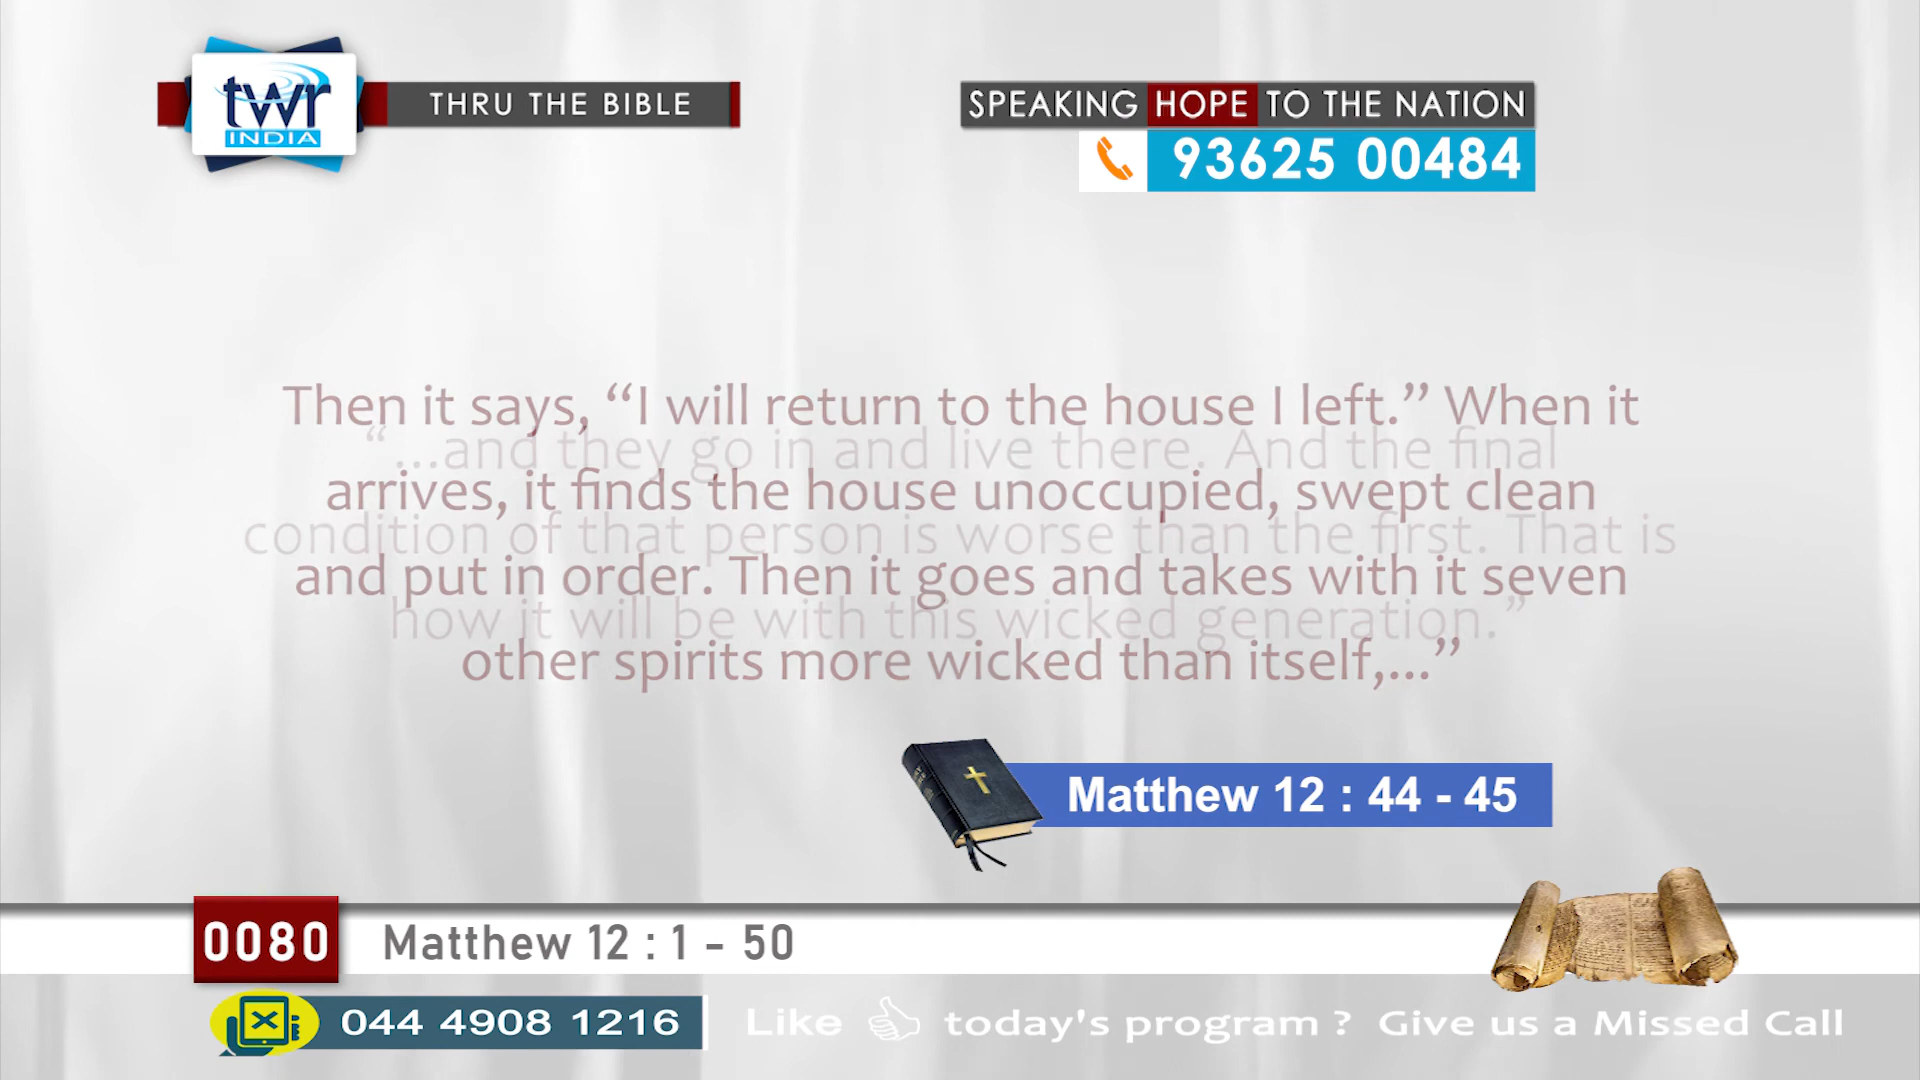 twr
INDIA
THRU THE BIBLE
SPEAKING HOPE TO THE NATION
93625 00484
Then it says, “I will return to the house I left.” When it
arrives, it finds the house unoccupied, swept clean
and put in order. Then it goes and takes with it seven
other spirits more wicked than itself,...”
“ ...and they go in and live there. And the final
condition of that person is worse than the first. That is
how it will be with this wicked generation.”
Matthew 12 : 44 - 45
0080
Matthew 12 : 1 - 50
044 4908 1216
Like today's program ? Give us a Missed Call